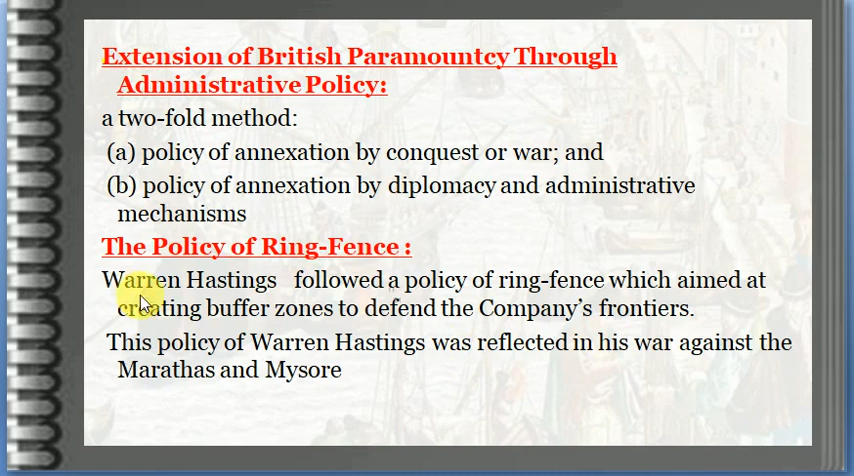 Extension of British Paramountcy Through
Administrative Policy:
a two-fold method:
(a) policy of annexation by conquest or war; and
(b) policy of annexation by diplomacy and administrative
mechanisms
The Policy of Ring-Fence :
Warren Hastings followed a policy of ring-fence which aimed at
creating buffer zones to defend the Company's frontiers.
This policy of Warren Hastings was reflected in his war against the
Marathas and Mysore